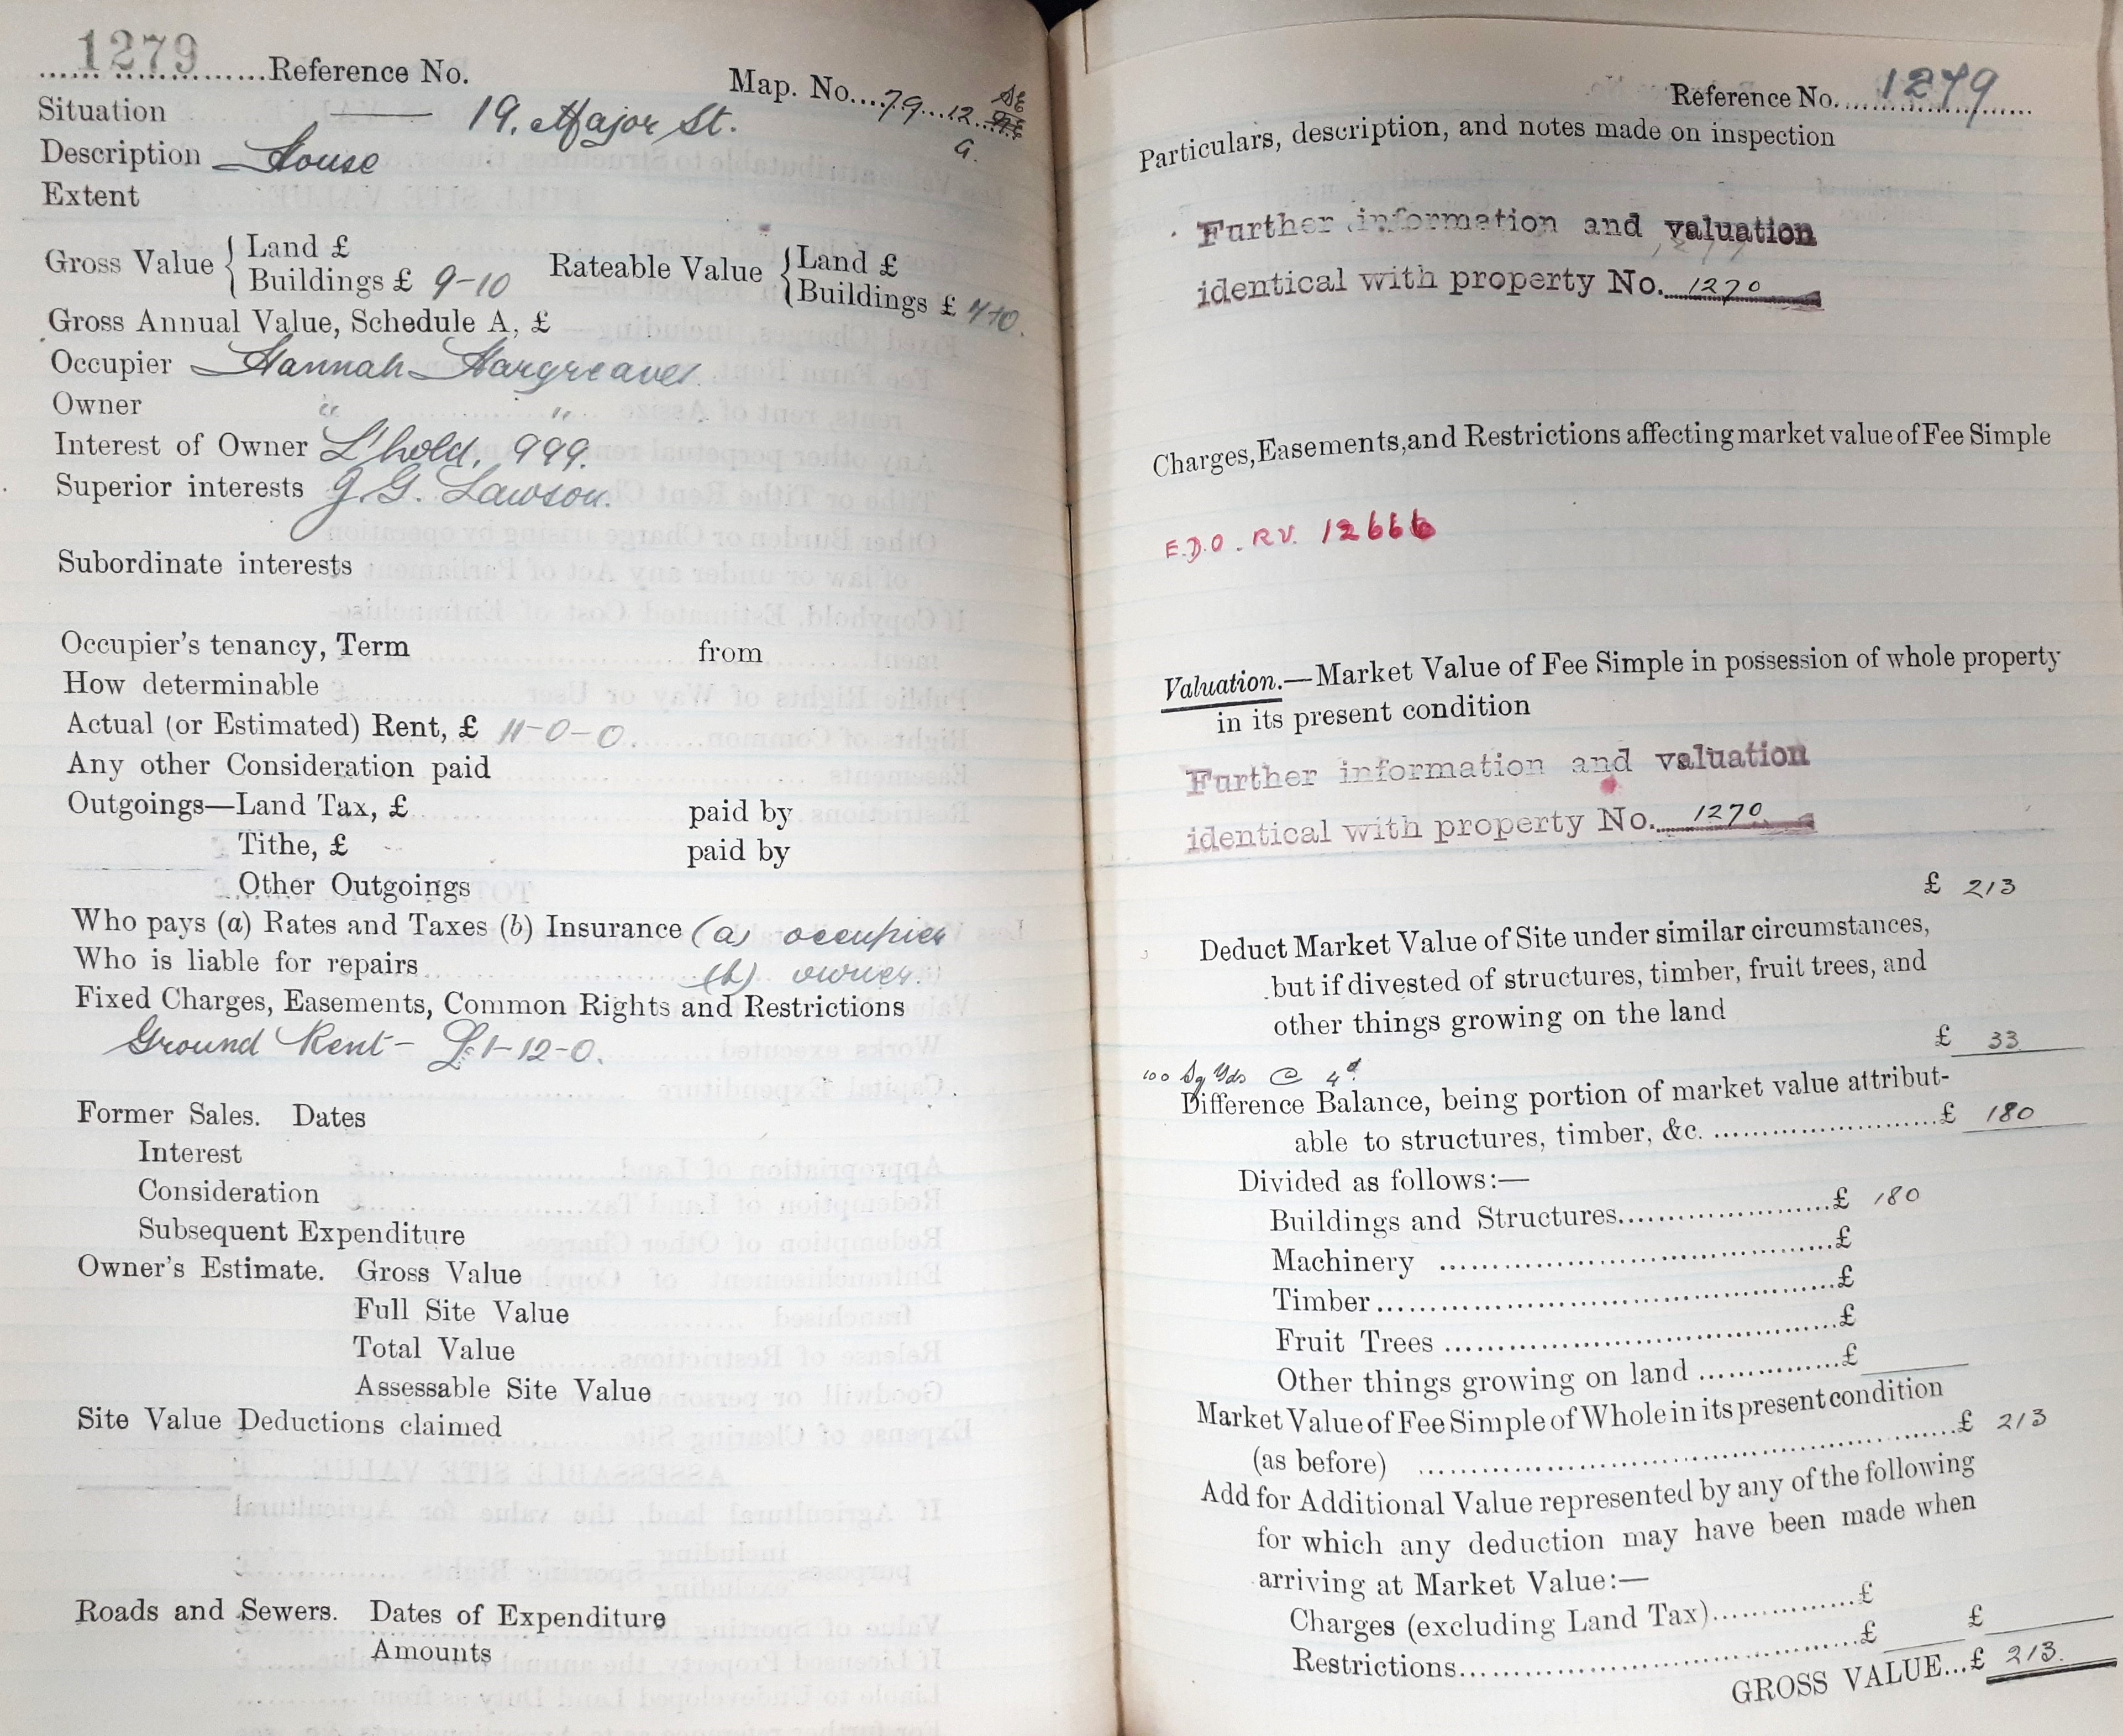 1279
Reference No.
Map. No. 79 . 12 SE
G.
Situation 19. Major St.
Description House
Extent
Gross Value { Land £
Buildings £ 9-10
Rateable Value { Land £
Buildings £
Gross Annual Value, Schedule A, £
Occupier Hannah Hargreaves.
Owner " "
Interest of Owner L'hold. 999.
Superior interests J. G. Lawson.
Subordinate interests
Occupier's tenancy, Term from
How determinable
Actual (or Estimated) Rent, £ 11-0-0.
Any other Consideration paid
Outgoings—Land Tax, £ paid by
Tithe, £ paid by
Other Outgoings
Who pays (a) Rates and Taxes (b) Insurance (a) occupier
Who is liable for repairs (b) owner.
Fixed Charges, Easements, Common Rights and Restrictions
Ground Rent- £1-12-0.
Former Sales. Dates
Interest
Consideration
Subsequent Expenditure
Owner's Estimate. Gross Value
Full Site Value
Total Value
Assessable Site Value
Site Value Deductions claimed
Roads and Sewers. Dates of Expenditure
Amounts
Reference No. 1279
Particulars, description, and notes made on inspection
Further information and valuation
identical with property No. 1270
Charges, Easements, and Restrictions affecting market value of Fee Simple
E.D.O. R.V. 12666
Valuation.—Market Value of Fee Simple in possession of whole property
in its present condition
Further information and valuation
identical with property No. 1270
£ 213
Deduct Market Value of Site under similar circumstances,
but if divested of structures, timber, fruit trees, and
other things growing on the land
£ 33
100 Sq Yds @ 4d.
Difference Balance, being portion of market value attribut-
able to structures, timber, &c. £ 180
Divided as follows:—
Buildings and Structures £ 180
Machinery £
Timber £
Fruit Trees £
Other things growing on land £
Market Value of Fee Simple of Whole in its present condition
(as before) £ 213
Add for Additional Value represented by any of the following
for which any deduction may have been made when
arriving at Market Value:—
Charges (excluding Land Tax) £
Restrictions £ £
GROSS VALUE...£ 213.